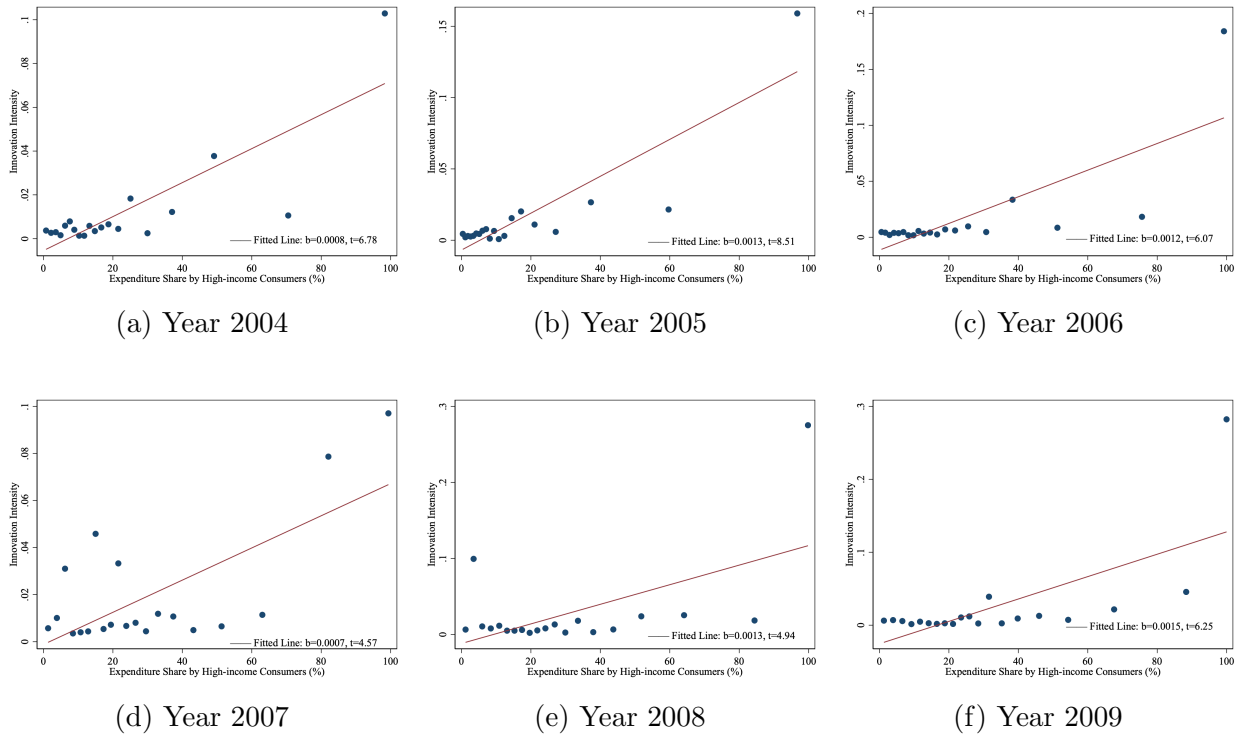 .1
.08
.06
.04
.02
0
Innovation Intensity
Fitted Line: b=0.0008, t=6.78
0 20 40 60 80 100
Expenditure Share by High-income Consumers (%)
(a) Year 2004
.15
.1
.05
0
Innovation Intensity
Fitted Line: b=0.0013, t=8.51
0 20 40 60 80 100
Expenditure Share by High-income Consumers (%)
(b) Year 2005
.2
.15
.1
.05
0
Innovation Intensity
Fitted Line: b=0.0012, t=6.07
0 20 40 60 80 100
Expenditure Share by High-income Consumers (%)
(c) Year 2006
.1
.08
.06
.04
.02
0
Innovation Intensity
Fitted Line: b=0.0007, t=4.57
0 20 40 60 80 100
Expenditure Share by High-income Consumers (%)
(d) Year 2007
.3
.2
.1
0
Innovation Intensity
Fitted Line: b=0.0013, t=4.94
0 20 40 60 80 100
Expenditure Share by High-income Consumers (%)
(e) Year 2008
.3
.2
.1
0
Innovation Intensity
Fitted Line: b=0.0015, t=6.25
0 20 40 60 80 100
Expenditure Share by High-income Consumers (%)
(f) Year 2009